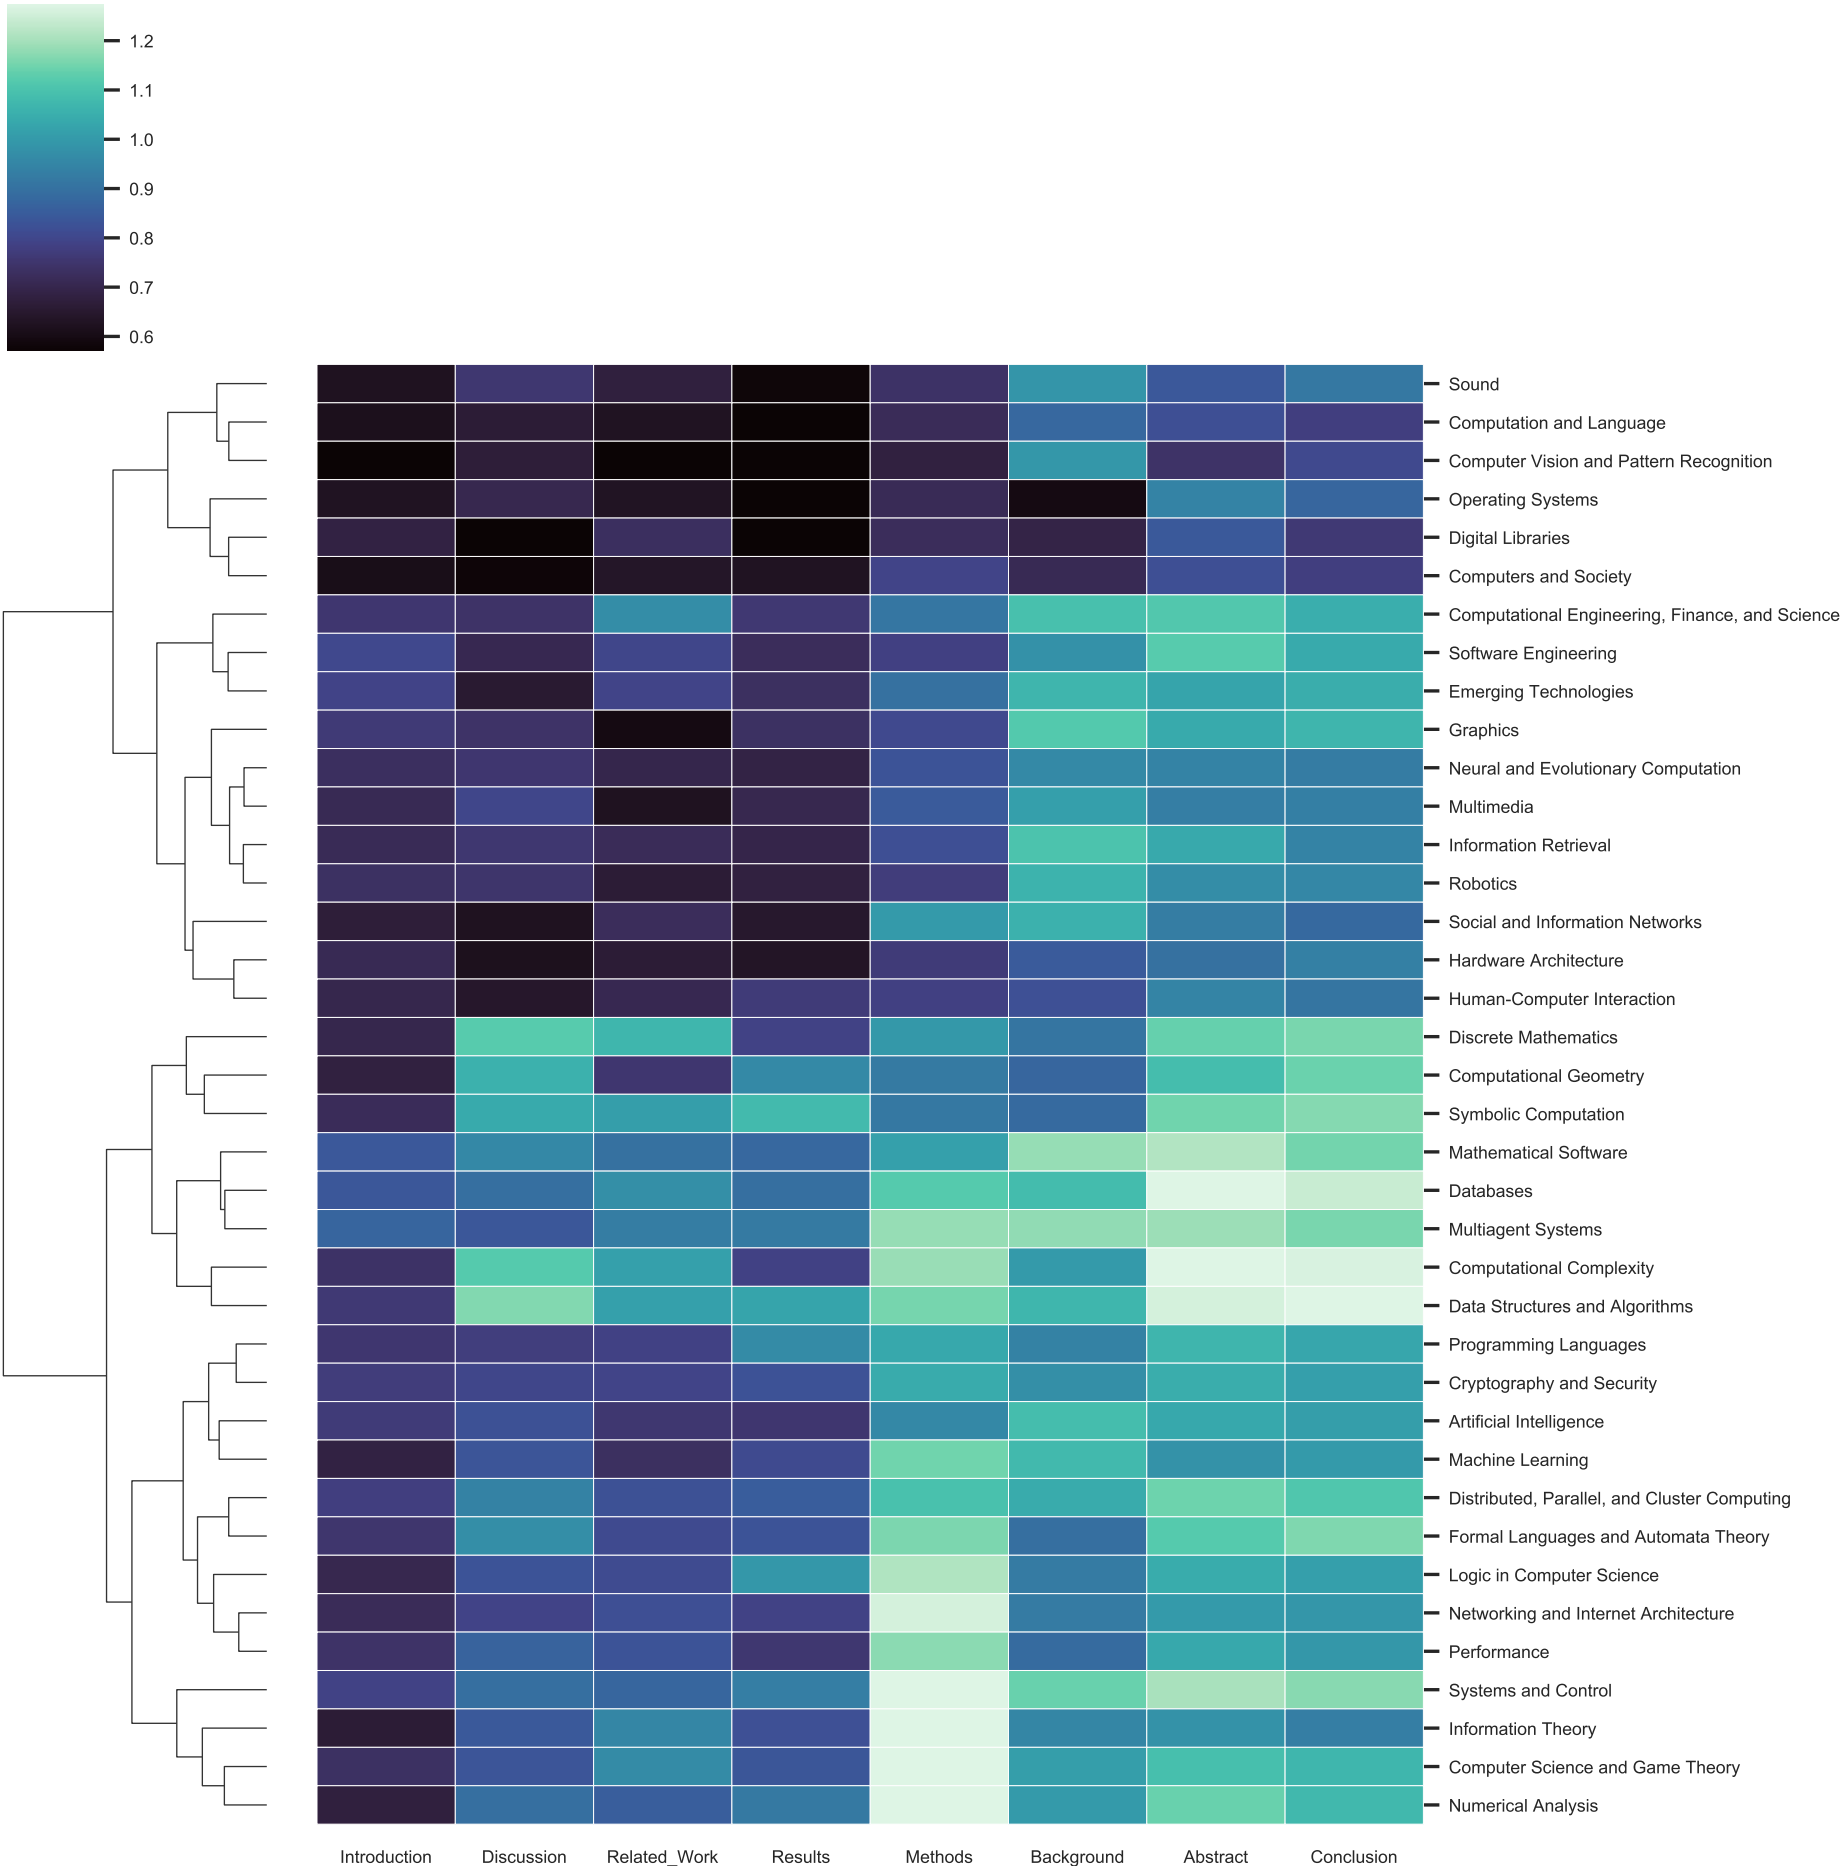 1.2
1.1
1.0
0.9
0.8
0.7
0.6
Sound
Computation and Language
Computer Vision and Pattern Recognition
Operating Systems
Digital Libraries
Computers and Society
Computational Engineering, Finance, and Science
Software Engineering
Emerging Technologies
Graphics
Neural and Evolutionary Computation
Multimedia
Information Retrieval
Robotics
Social and Information Networks
Hardware Architecture
Human-Computer Interaction
Discrete Mathematics
Computational Geometry
Symbolic Computation
Mathematical Software
Databases
Multiagent Systems
Computational Complexity
Data Structures and Algorithms
Programming Languages
Cryptography and Security
Artificial Intelligence
Machine Learning
Distributed, Parallel, and Cluster Computing
Formal Languages and Automata Theory
Logic in Computer Science
Networking and Internet Architecture
Performance
Systems and Control
Information Theory
Computer Science and Game Theory
Numerical Analysis
Introduction Discussion Related_Work Results Methods Background Abstract Conclusion